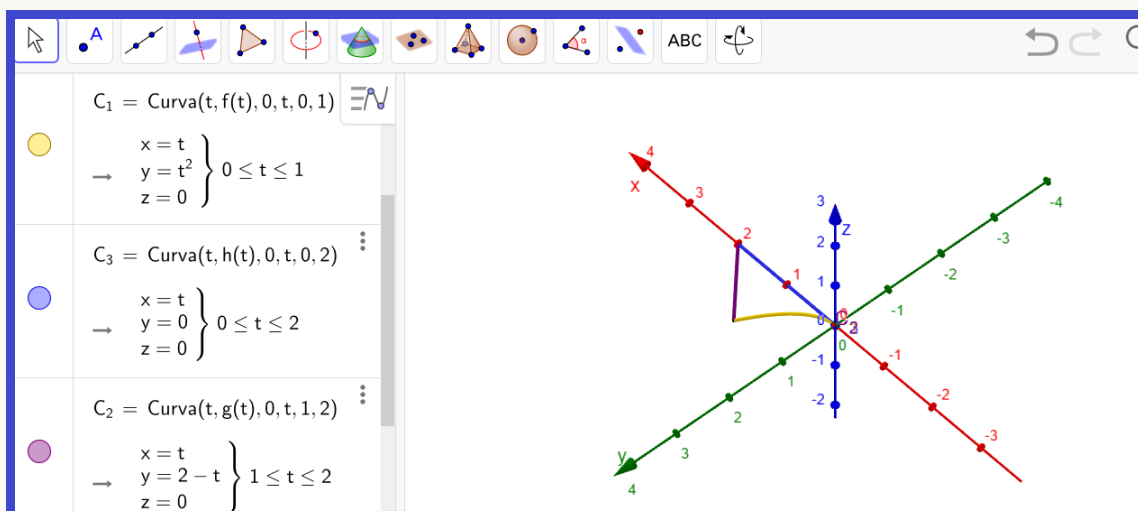 A
α
ABC
C₁ = Curva(t, f(t), 0, t, 0, 1)
x = t
→ y = t² } 0 ≤ t ≤ 1
z = 0
C₃ = Curva(t, h(t), 0, t, 0, 2)
x = t
→ y = 0 } 0 ≤ t ≤ 2
z = 0
C₂ = Curva(t, g(t), 0, t, 1, 2)
x = t
→ y = 2 − t } 1 ≤ t ≤ 2
z = 0
4
x
3
2
1
0
-1
-2
-3
3
z
2
1
0
-1
-2
-4
-3
-2
-1
0
1
2
3
y
4